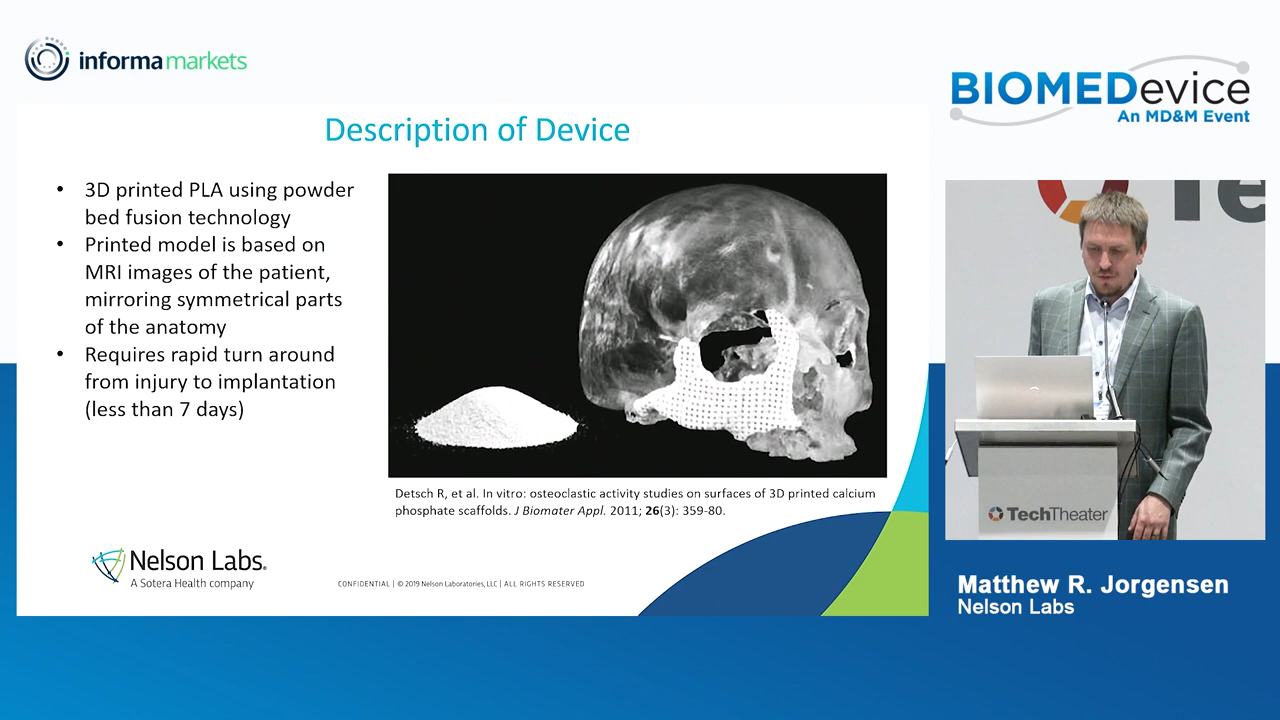 informa markets
BIOMEDevice
An MD&M Event
Description of Device
• 3D printed PLA using powder
bed fusion technology
• Printed model is based on
MRI images of the patient,
mirroring symmetrical parts
of the anatomy
• Requires rapid turn around
from injury to implantation
(less than 7 days)
Detsch R, et al. In vitro: osteoclastic activity studies on surfaces of 3D printed calcium
phosphate scaffolds. J Biomater Appl. 2011; 26(3): 359-80.
Nelson Labs.
A Sotera Health company
CONFIDENTIAL | © 2019 Nelson Laboratories, LLC | ALL RIGHTS RESERVED
Te
TechTheater
Matthew R. Jorgensen
Nelson Labs